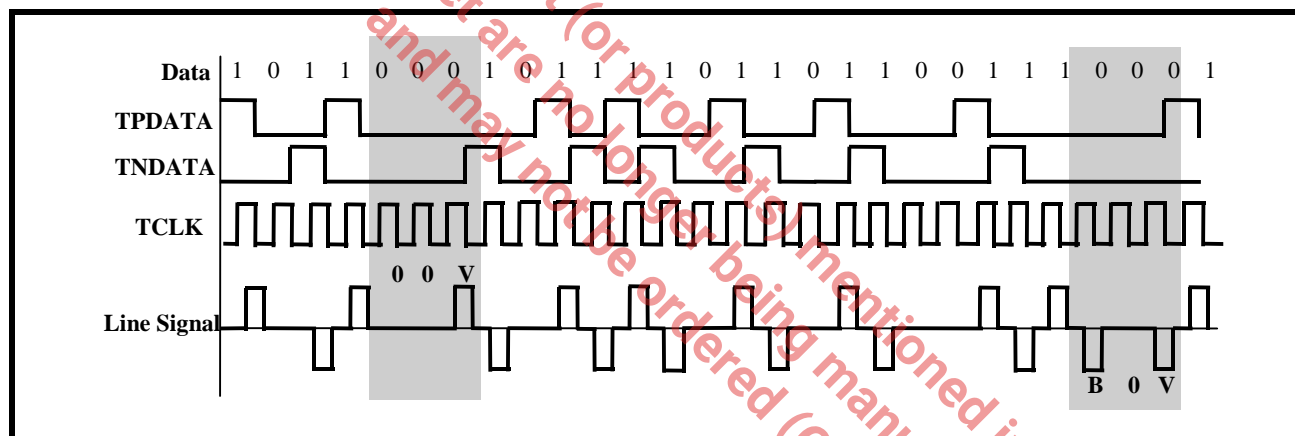 Data 1 0 1 1 0 0 0 1 0 1 1 1 1 0 1 1 0 1 1 0 0 1 1 1 0 0 0 1
TPDATA
TNDATA
TCLK
0 0 V
Line Signal
B 0 V
(or products) mentioned
are no longer being
and may not be ordered